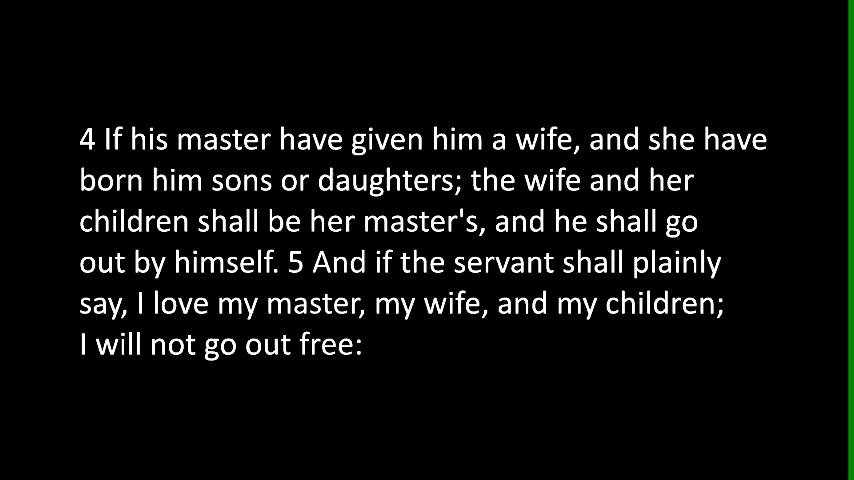 4 If his master have given him a wife, and she have
born him sons or daughters; the wife and her
children shall be her master's, and he shall go
out by himself. 5 And if the servant shall plainly
say, I love my master, my wife, and my children;
I will not go out free: